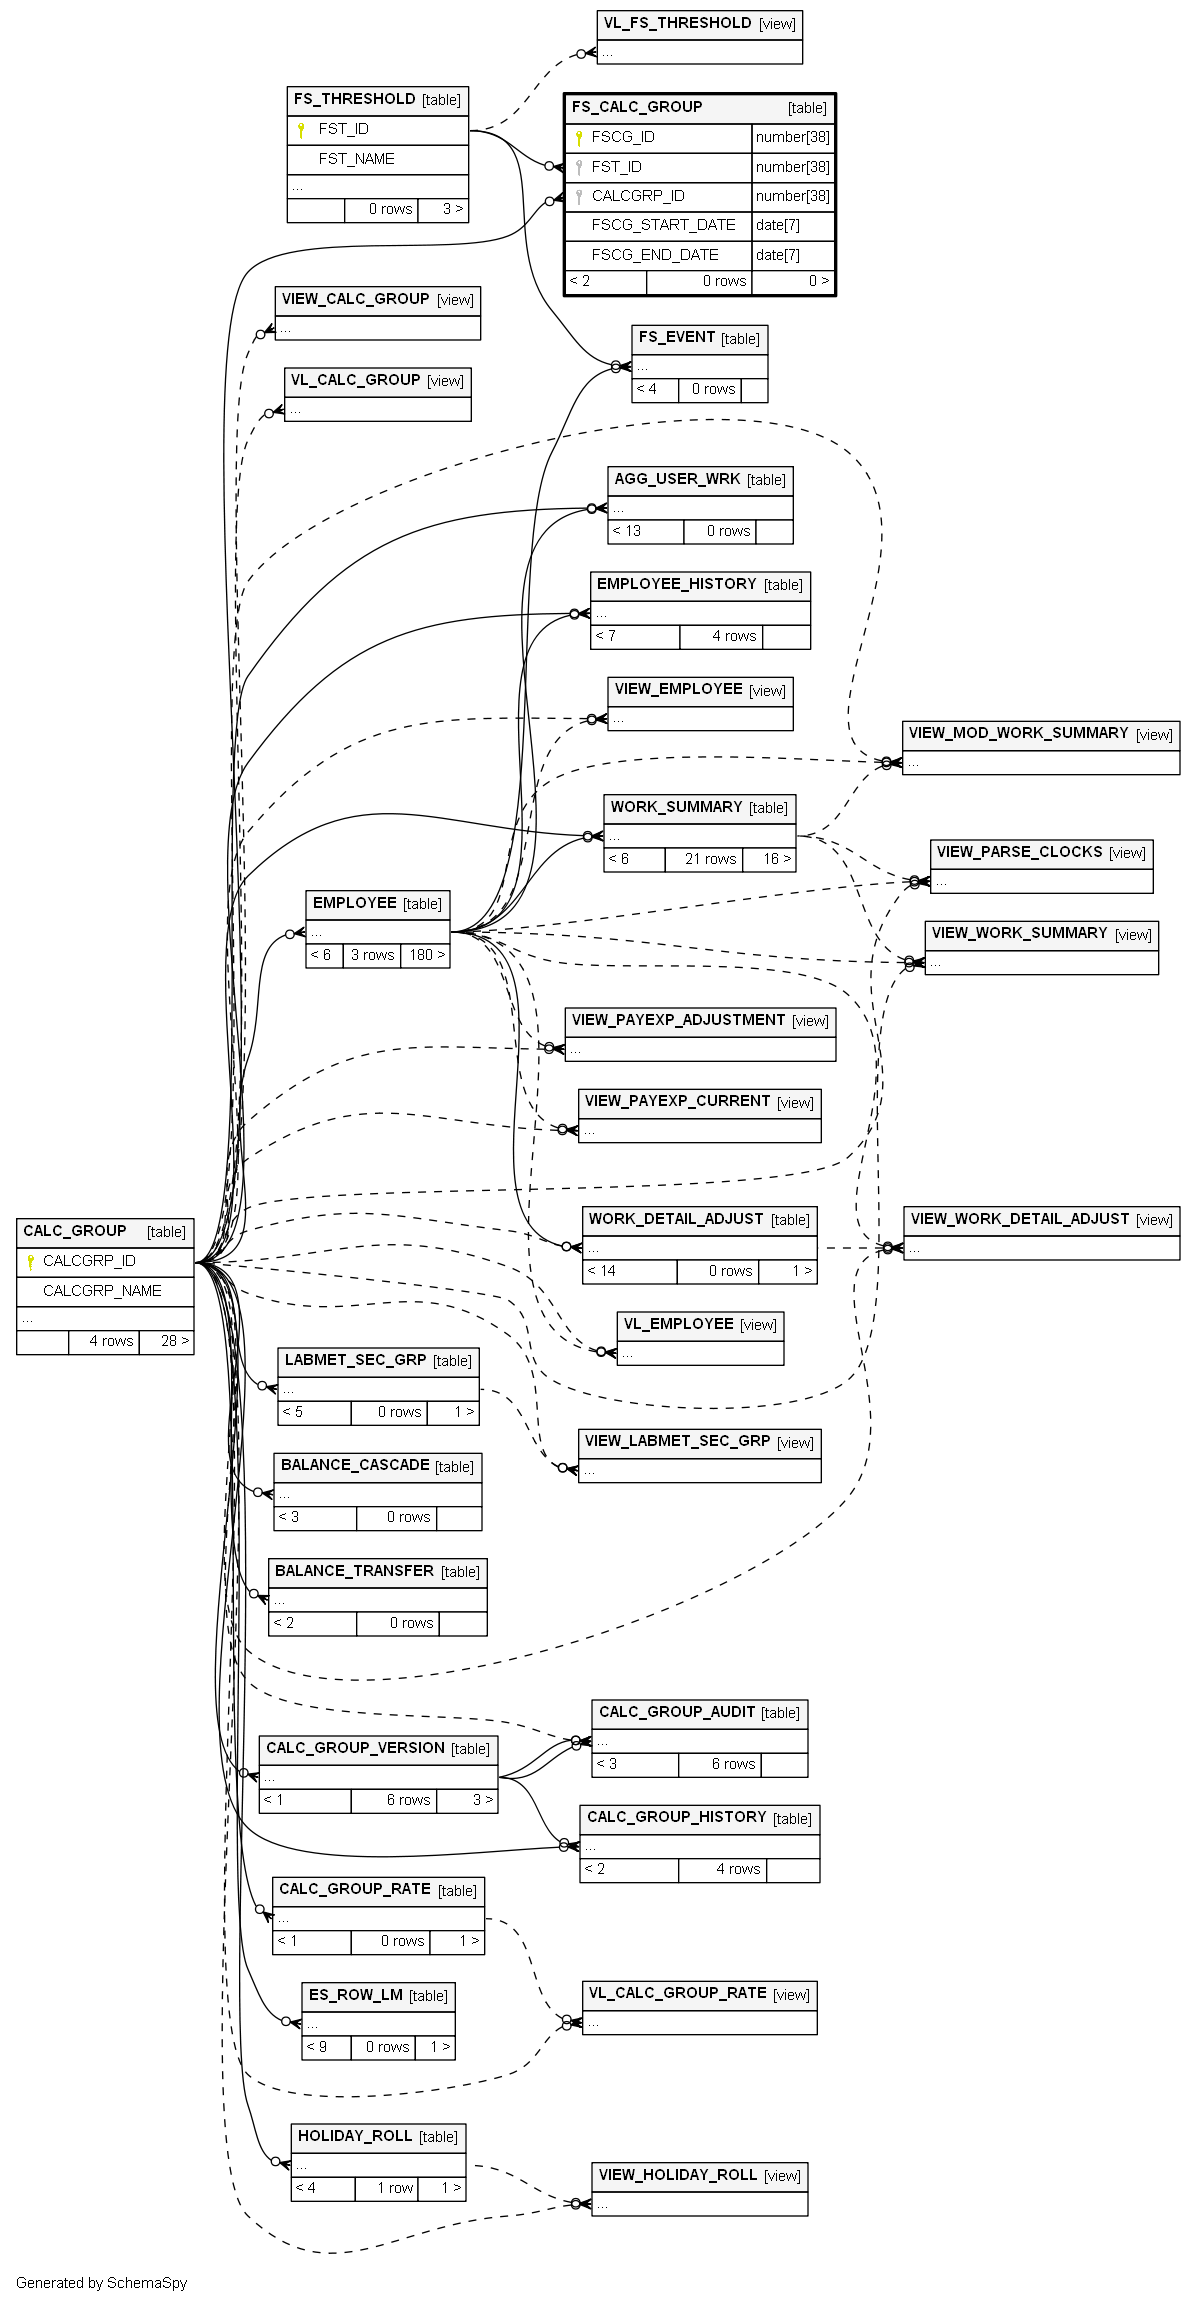 VL_FS_THRESHOLD [view]
...
FS_THRESHOLD [table]
FST_ID
FST_NAME
...
0 rows 3 >
FS_CALC_GROUP [table]
FSCG_ID number[38]
FST_ID number[38]
CALCGRP_ID number[38]
FSCG_START_DATE date[7]
FSCG_END_DATE date[7]
< 2 0 rows 0 >
VIEW_CALC_GROUP [view]
...
FS_EVENT [table]
...
< 4 0 rows
VL_CALC_GROUP [view]
...
AGG_USER_WRK [table]
...
< 13 0 rows
EMPLOYEE_HISTORY [table]
...
< 7 4 rows
VIEW_EMPLOYEE [view]
...
VIEW_MOD_WORK_SUMMARY [view]
...
WORK_SUMMARY [table]
...
< 6 21 rows 16 >
VIEW_PARSE_CLOCKS [view]
...
EMPLOYEE [table]
...
< 6 3 rows 180 >
VIEW_WORK_SUMMARY [view]
...
VIEW_PAYEXP_ADJUSTMENT [view]
...
VIEW_PAYEXP_CURRENT [view]
...
CALC_GROUP [table]
CALCGRP_ID
CALCGRP_NAME
...
4 rows 28 >
WORK_DETAIL_ADJUST [table]
...
< 14 0 rows 1 >
VIEW_WORK_DETAIL_ADJUST [view]
...
VL_EMPLOYEE [view]
...
LABMET_SEC_GRP [table]
...
< 5 0 rows 1 >
VIEW_LABMET_SEC_GRP [view]
...
BALANCE_CASCADE [table]
...
< 3 0 rows
BALANCE_TRANSFER [table]
...
< 2 0 rows
CALC_GROUP_AUDIT [table]
...
< 3 6 rows
CALC_GROUP_VERSION [table]
...
< 1 6 rows 3 >
CALC_GROUP_HISTORY [table]
...
< 2 4 rows
CALC_GROUP_RATE [table]
...
< 1 0 rows 1 >
ES_ROW_LM [table]
...
< 9 0 rows 1 >
VL_CALC_GROUP_RATE [view]
...
HOLIDAY_ROLL [table]
...
< 4 1 row 1 >
VIEW_HOLIDAY_ROLL [view]
...
Generated by SchemaSpy